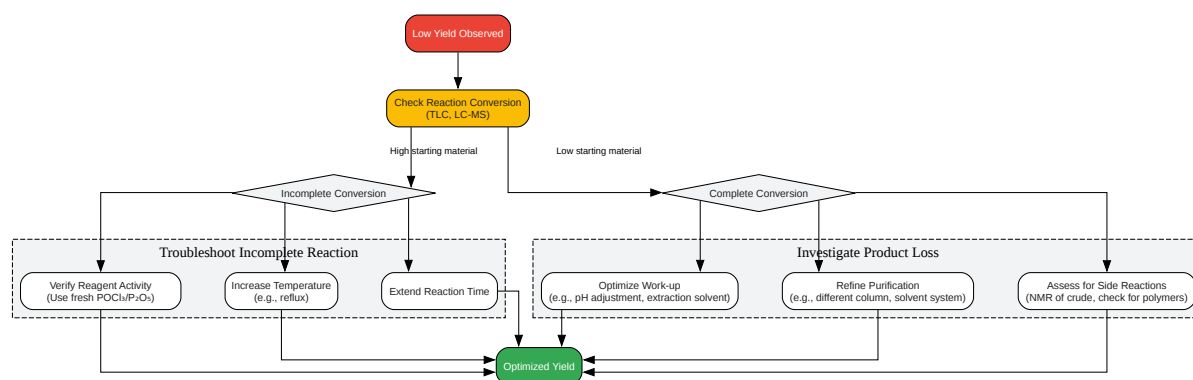 Low Yield Observed
Check Reaction Conversion
(TLC, LC-MS)
High starting material
Low starting material
Incomplete Conversion
Complete Conversion
Troubleshoot Incomplete Reaction
Investigate Product Loss
Verify Reagent Activity
(Use fresh POCl₃/P₂O₅)
Increase Temperature
(e.g., reflux)
Extend Reaction Time
Optimize Work-up
(e.g., pH adjustment, extraction solvent)
Refine Purification
(e.g., different column, solvent system)
Assess for Side Reactions
(NMR of crude, check for polymers)
Optimized Yield